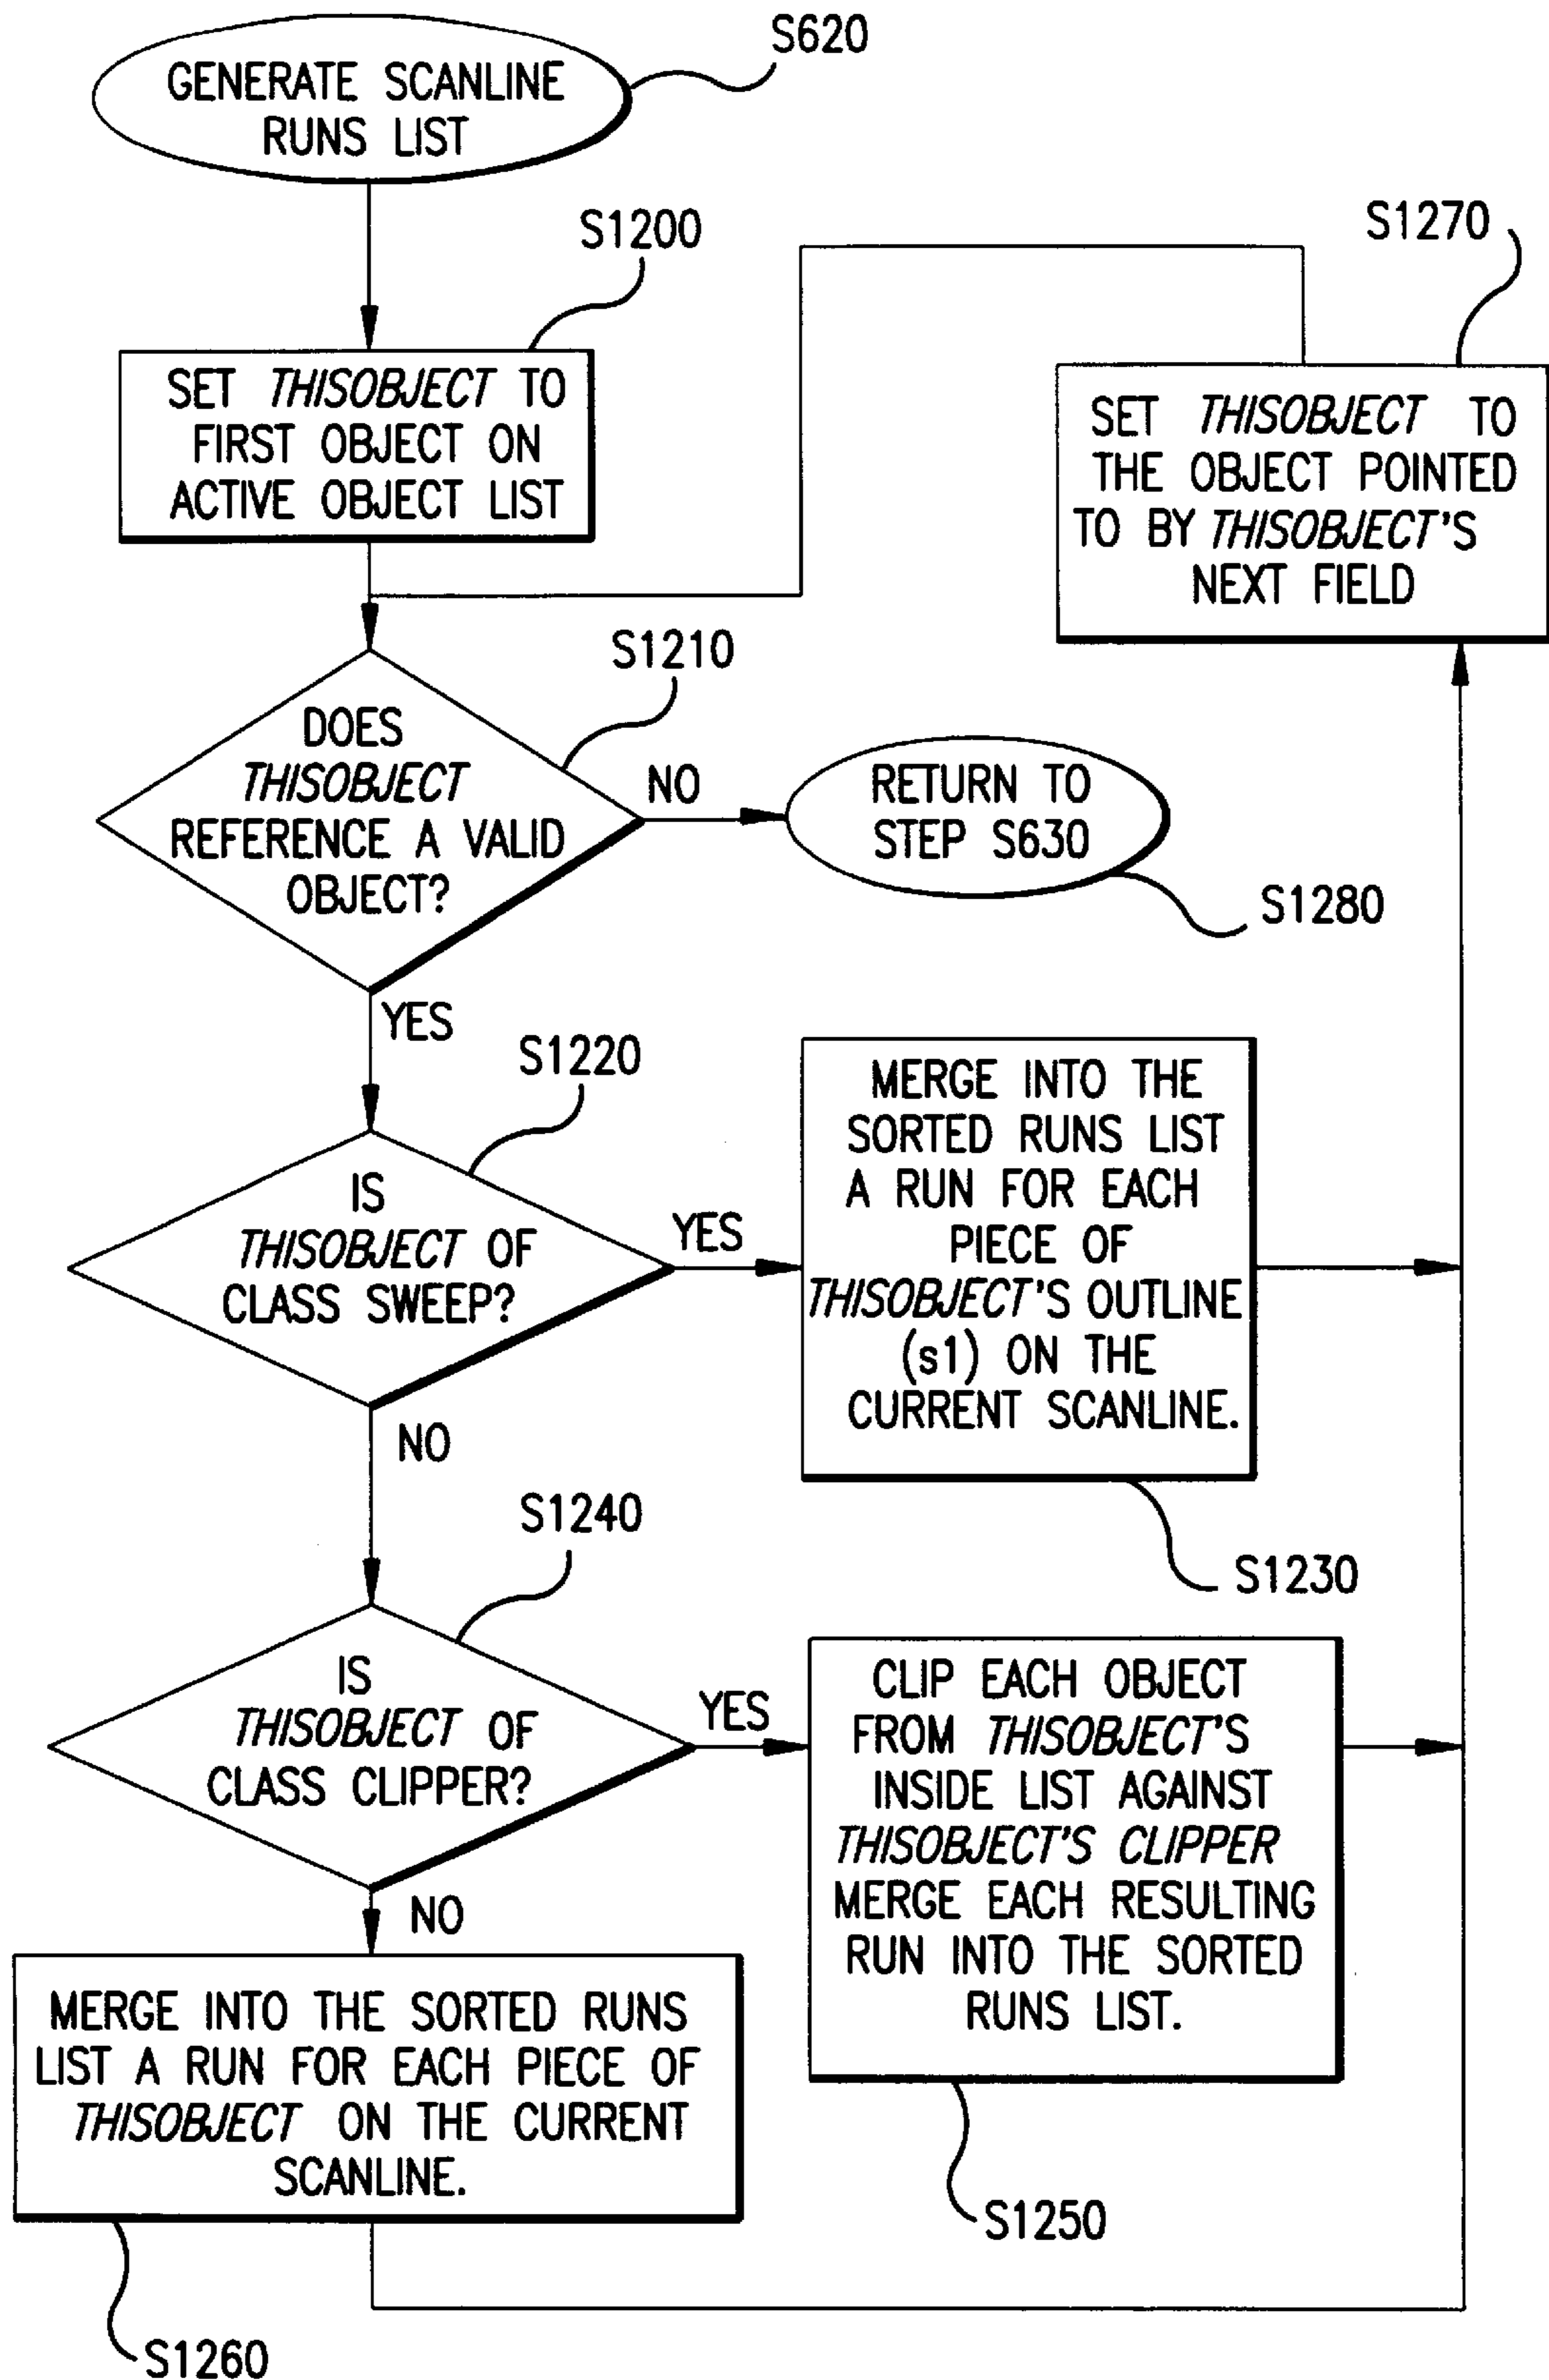 S620
GENERATE SCANLINE
RUNS LIST
S1200
SET THISOBJECT TO
FIRST OBJECT ON
ACTIVE OBJECT LIST
S1270
SET THISOBJECT TO
THE OBJECT POINTED
TO BY THISOBJECT'S
NEXT FIELD
S1210
DOES
THISOBJECT
REFERENCE A VALID
OBJECT?
NO
RETURN TO
STEP S630
S1280
YES
S1220
IS
THISOBJECT OF
CLASS SWEEP?
YES
MERGE INTO THE
SORTED RUNS LIST
A RUN FOR EACH
PIECE OF
THISOBJECT'S OUTLINE
(s1) ON THE
CURRENT SCANLINE.
S1230
NO
S1240
IS
THISOBJECT OF
CLASS CLIPPER?
YES
CLIP EACH OBJECT
FROM THISOBJECT'S
INSIDE LIST AGAINST
THISOBJECT'S CLIPPER
MERGE EACH RESULTING
RUN INTO THE SORTED
RUNS LIST.
S1250
NO
MERGE INTO THE SORTED RUNS
LIST A RUN FOR EACH PIECE OF
THISOBJECT ON THE CURRENT
SCANLINE.
S1260